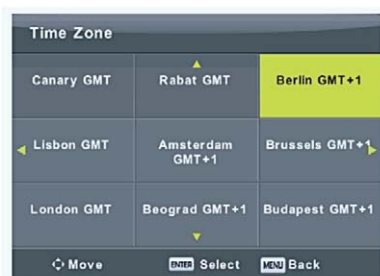 Time Zone
Canary GMT
Rabat GMT
Berlin GMT+1
Lisbon GMT
Amsterdam
GMT+1
Brussels GMT+1
London GMT
Beograd GMT+1
Budapest GMT+1
Move
ENTER Select
MENU Back